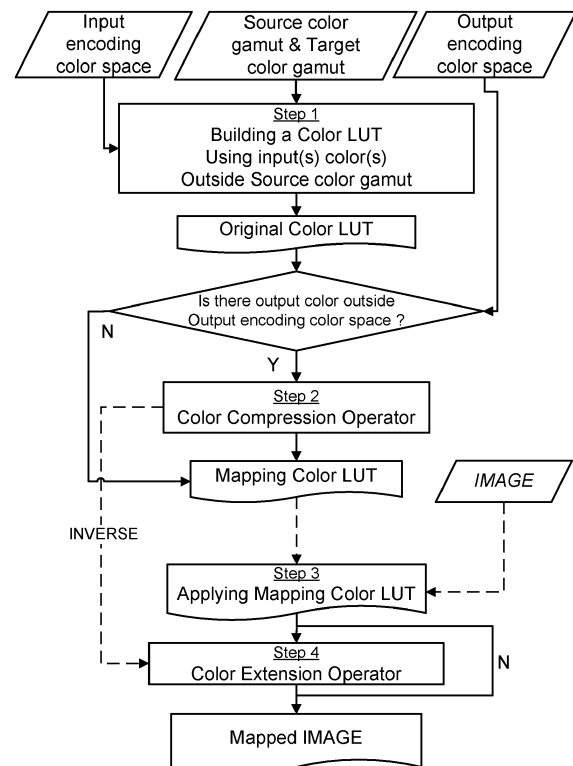 Input
encoding
color space
Source color
gamut & Target
color gamut
Output
encoding
color space
Step 1
Building a Color LUT
Using input(s) color(s)
Outside Source color gamut
Original Color LUT
Is there output color outside
Output encoding color space ?
N
Y
Step 2
Color Compression Operator
Mapping Color LUT
IMAGE
INVERSE
Step 3
Applying Mapping Color LUT
Step 4
Color Extension Operator
N
Mapped IMAGE